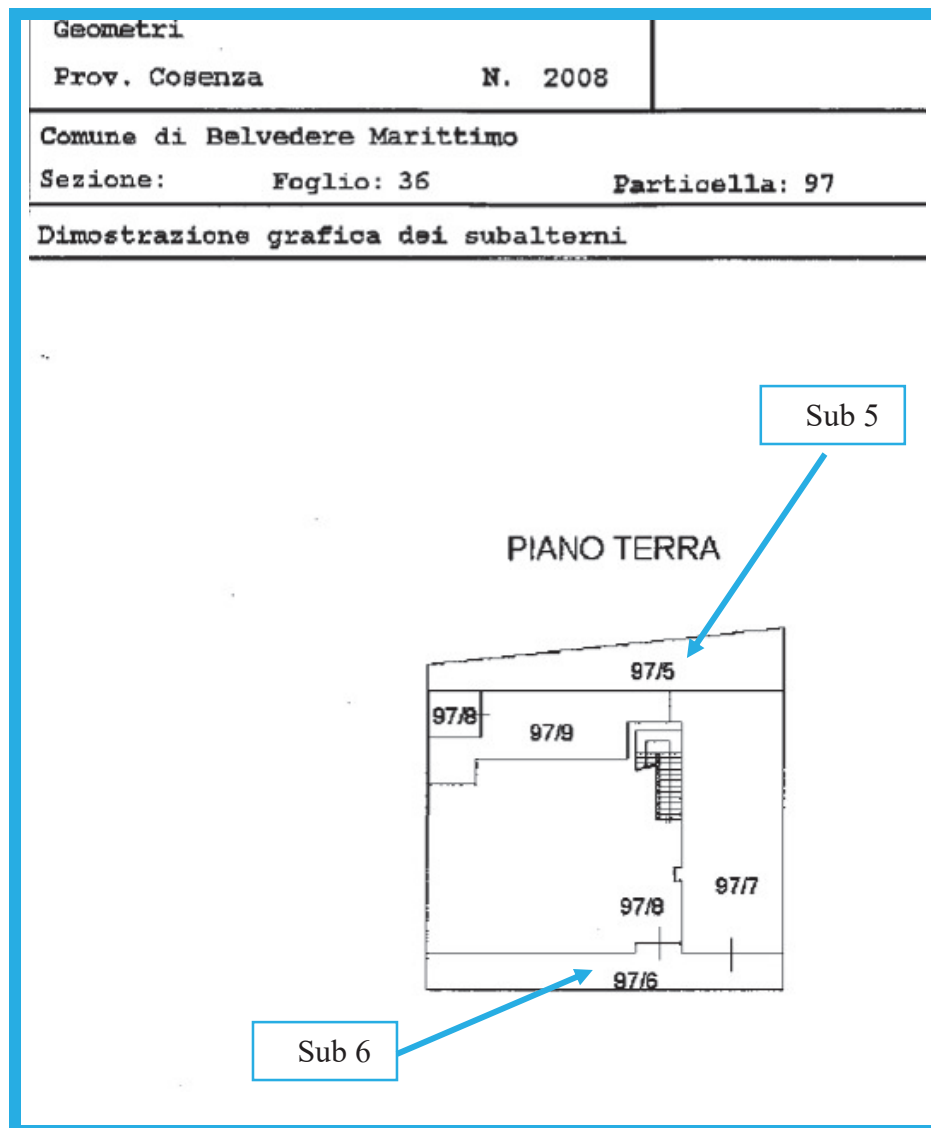 Geometri
Prov. Cosenza N. 2008
Comune di Belvedere Marittimo
Sezione: Foglio: 36 Particella: 97
Dimostrazione grafica dei subalterni
Sub 5
PIANO TERRA
97/5
97/8
97/9
97/7
97/8
97/6
Sub 6